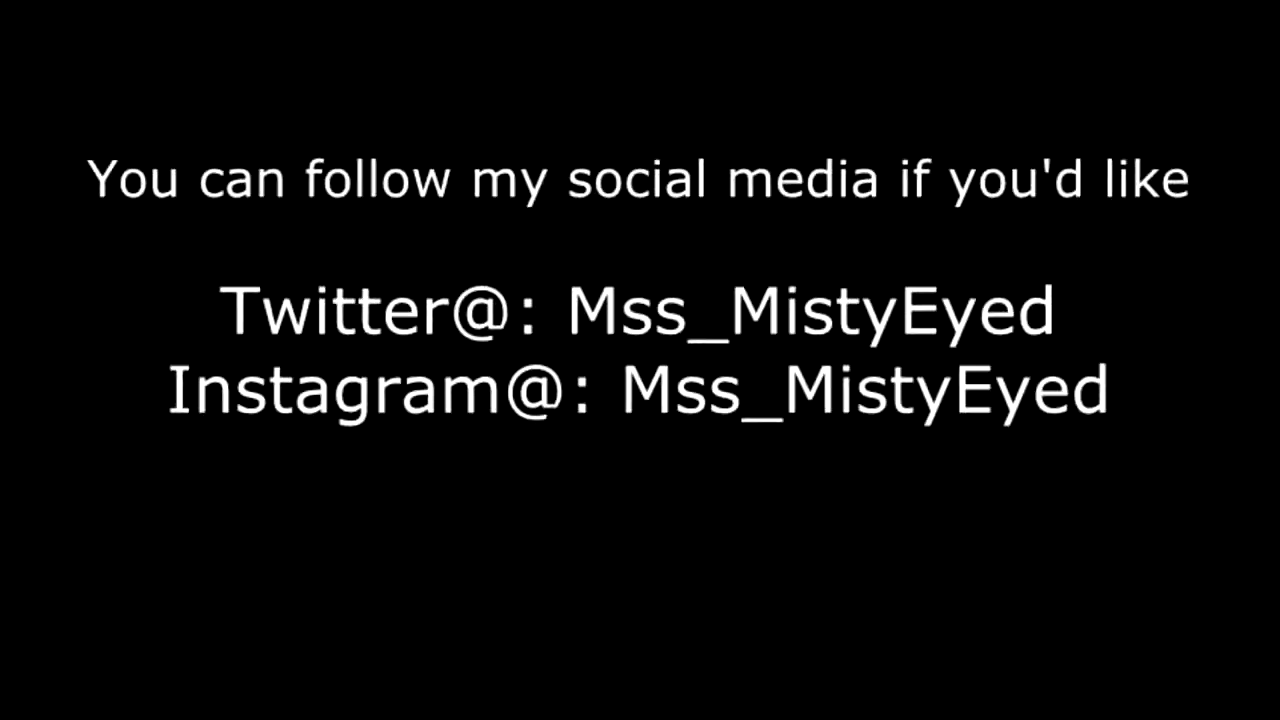 You can follow my social media if you'd like
Twitter@: Mss_MistyEyed
Instagram@: Mss_MistyEyed